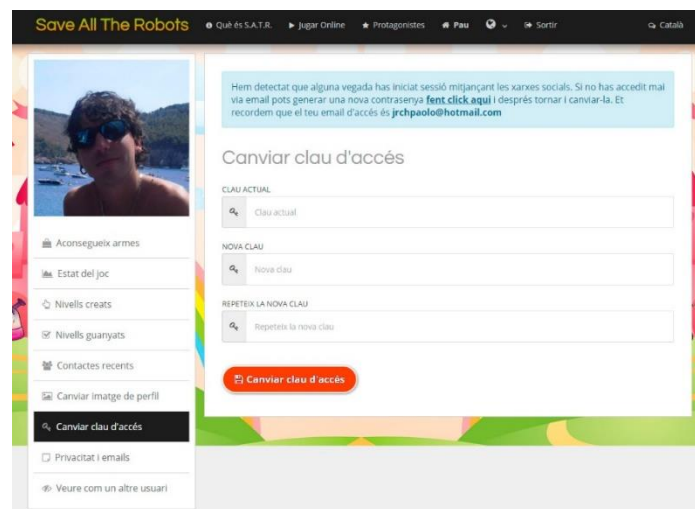 Save All The Robots
Què és S.A.T.R.
Jugar Online
Protagonistes
Pau
Sortir
Català
Hem detectat que alguna vegada has iniciat sessió mitjançant les xarxes socials. Si no has accedit mai
via email pots generar una nova contrasenya fent click aquí i després tornar i canviar-la. Et
recordem que el teu email d'accés és jrchpaolo@hotmail.com
Canviar clau d'accés
CLAU ACTUAL
Clau actual
NOVA CLAU
Nova clau
REPETEIX LA NOVA CLAU
Repeteix la nova clau
Canviar clau d'accés
Aconsegueix armes
Estat del joc
Nivells creats
Nivells guanyats
Contactes recents
Canviar imatge de perfil
Canviar clau d'accés
Privacitat i emails
Veure com un altre usuari